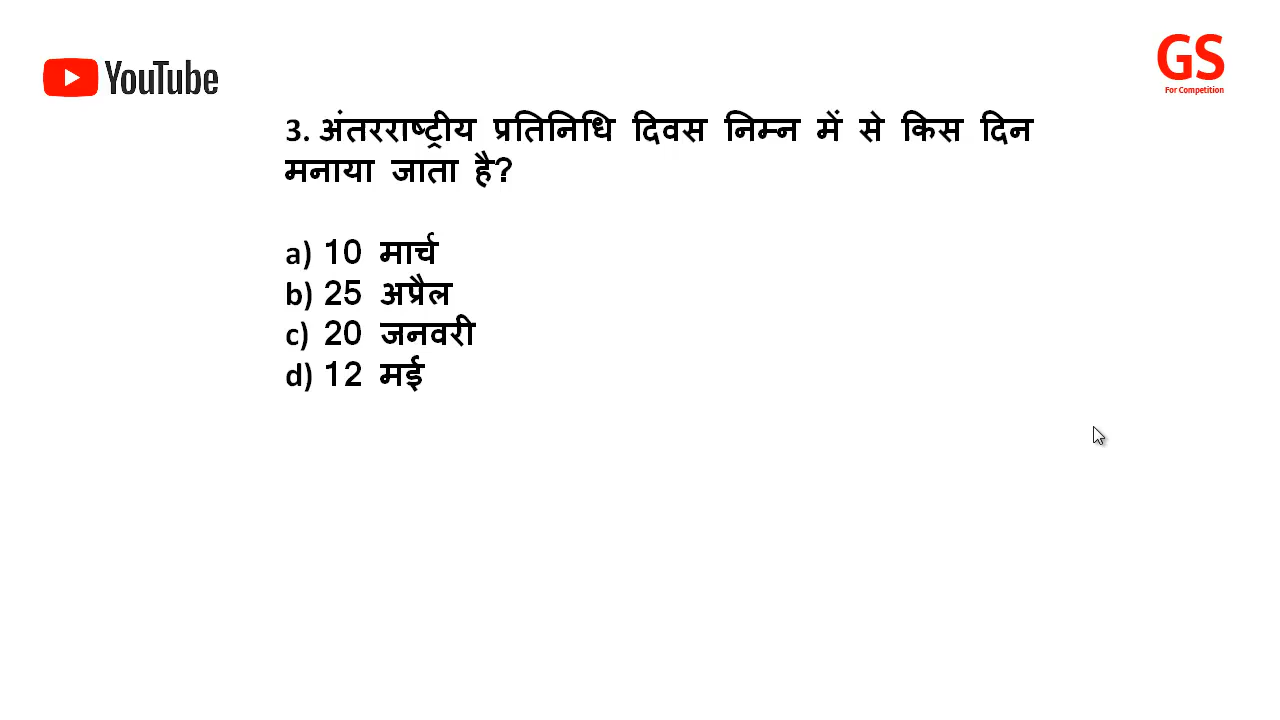 YouTube
GS
For Competition
3. अंतरराष्ट्रीय प्रतिनिधि दिवस निम्न में से किस दिन
मनाया जाता है?
a) 10 मार्च
b) 25 अप्रैल
c) 20 जनवरी
d) 12 मई